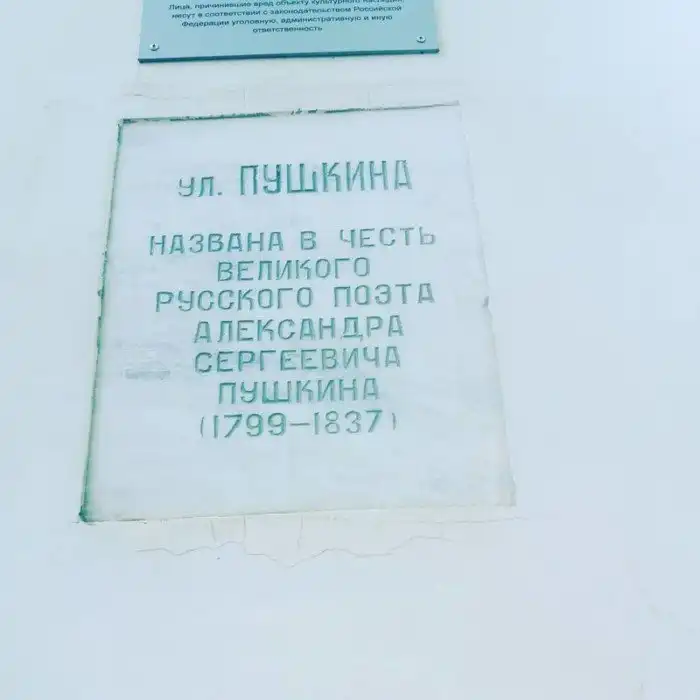 Лица, причинившие вред объекту культурного наследия,
несут в соответствии с законодательством Российской
Федерации уголовную, административную и иную
ответственность
ул. ПУШКИНА
НАЗВАНА В ЧЕСТЬ
ВЕЛИКОГО
РУССКОГО ПОЭТА
АЛЕКСАНДРА
СЕРГЕЕВИЧА
ПУШКИНА
(1799–1837)